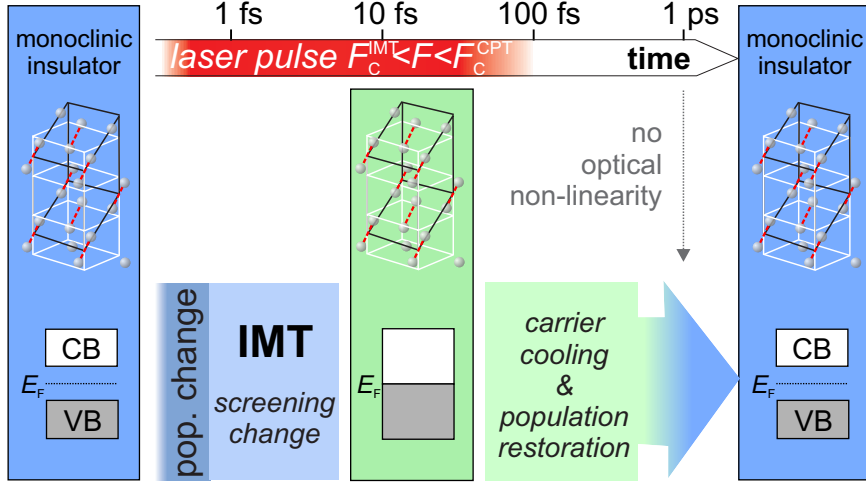 1 fs
10 fs
100 fs
1 ps
monoclinic
insulator
laser pulse F_C^IMT<F<F_C^CPT
time
monoclinic
insulator
no
optical
non-linearity
pop. change
IMT
screening
change
carrier
cooling
&
population
restoration
CB
E_F
VB
E_F
CB
E_F
VB